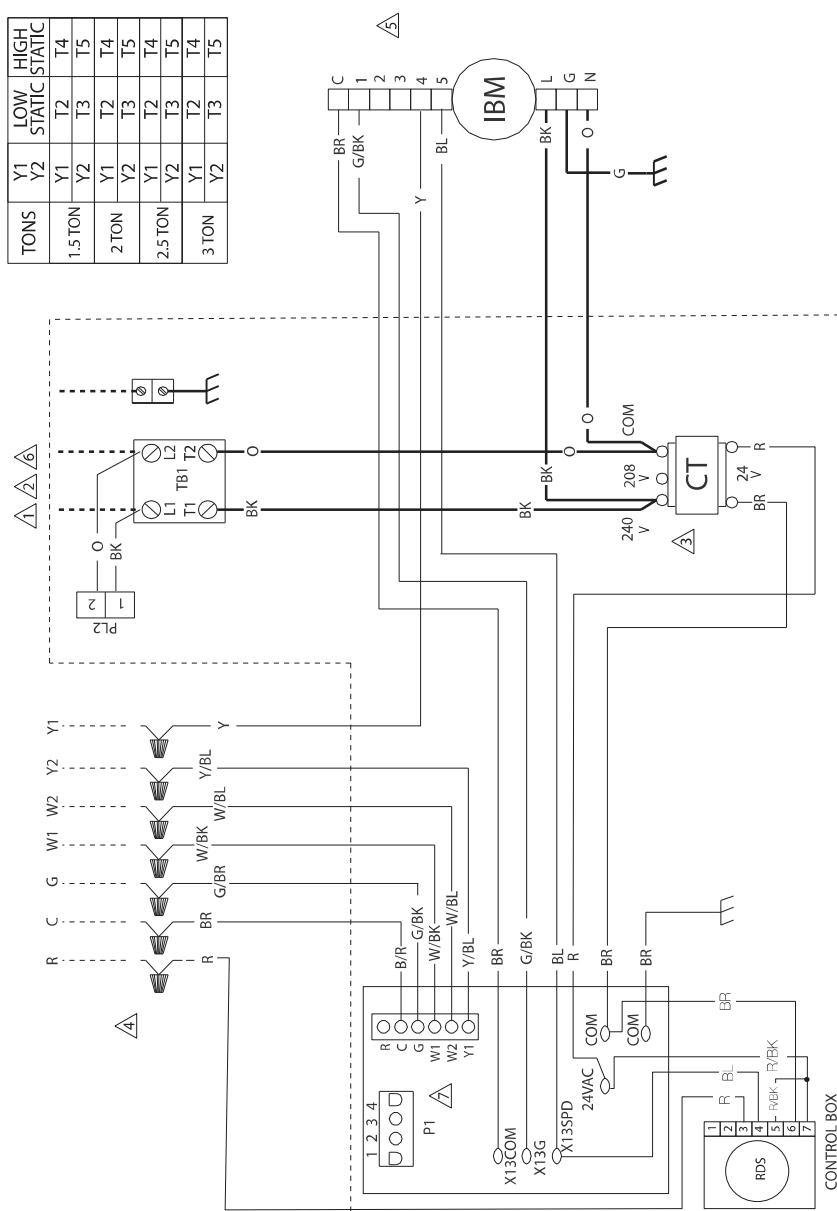 TONS Y1 Y2 LOW STATIC HIGH STATIC
1.5 TON Y1 T2 T4
Y2 T3 T5
2 TON Y1 T2 T4
Y2 T3 T5
2.5 TON Y1 T2 T4
Y2 T3 T5
3 TON Y1 T2 T4
Y2 T3 T5
5
C
1
2
3
4
5
IBM
L
G
N
BR
G/BK
Y
BL
BK
O
G
1
2
6
L1
L2
TB1
T1
T2
O
BK
2
1
PL2
BK
O
BK
O
BK
O
COM
240 V
208 V
CT
24 V
R
BR
3
R
C
G
W1
W2
Y2
Y1
R
BR
G/BR
W/BK
W/BL
Y/BL
Y
4
B/R
G/BK
W/BK
W/BL
Y/BL
BR
G/BK
BL
R
BR
BR
R
C
G
W1
W2
Y1
1 2 3 4
P1
7
X13COM
X13G
X13SPD
24VAC
COM
COM
R
BL
R/BK
R/BK
BR
1
2
3
4
5
6
7
RDS
CONTROL BOX